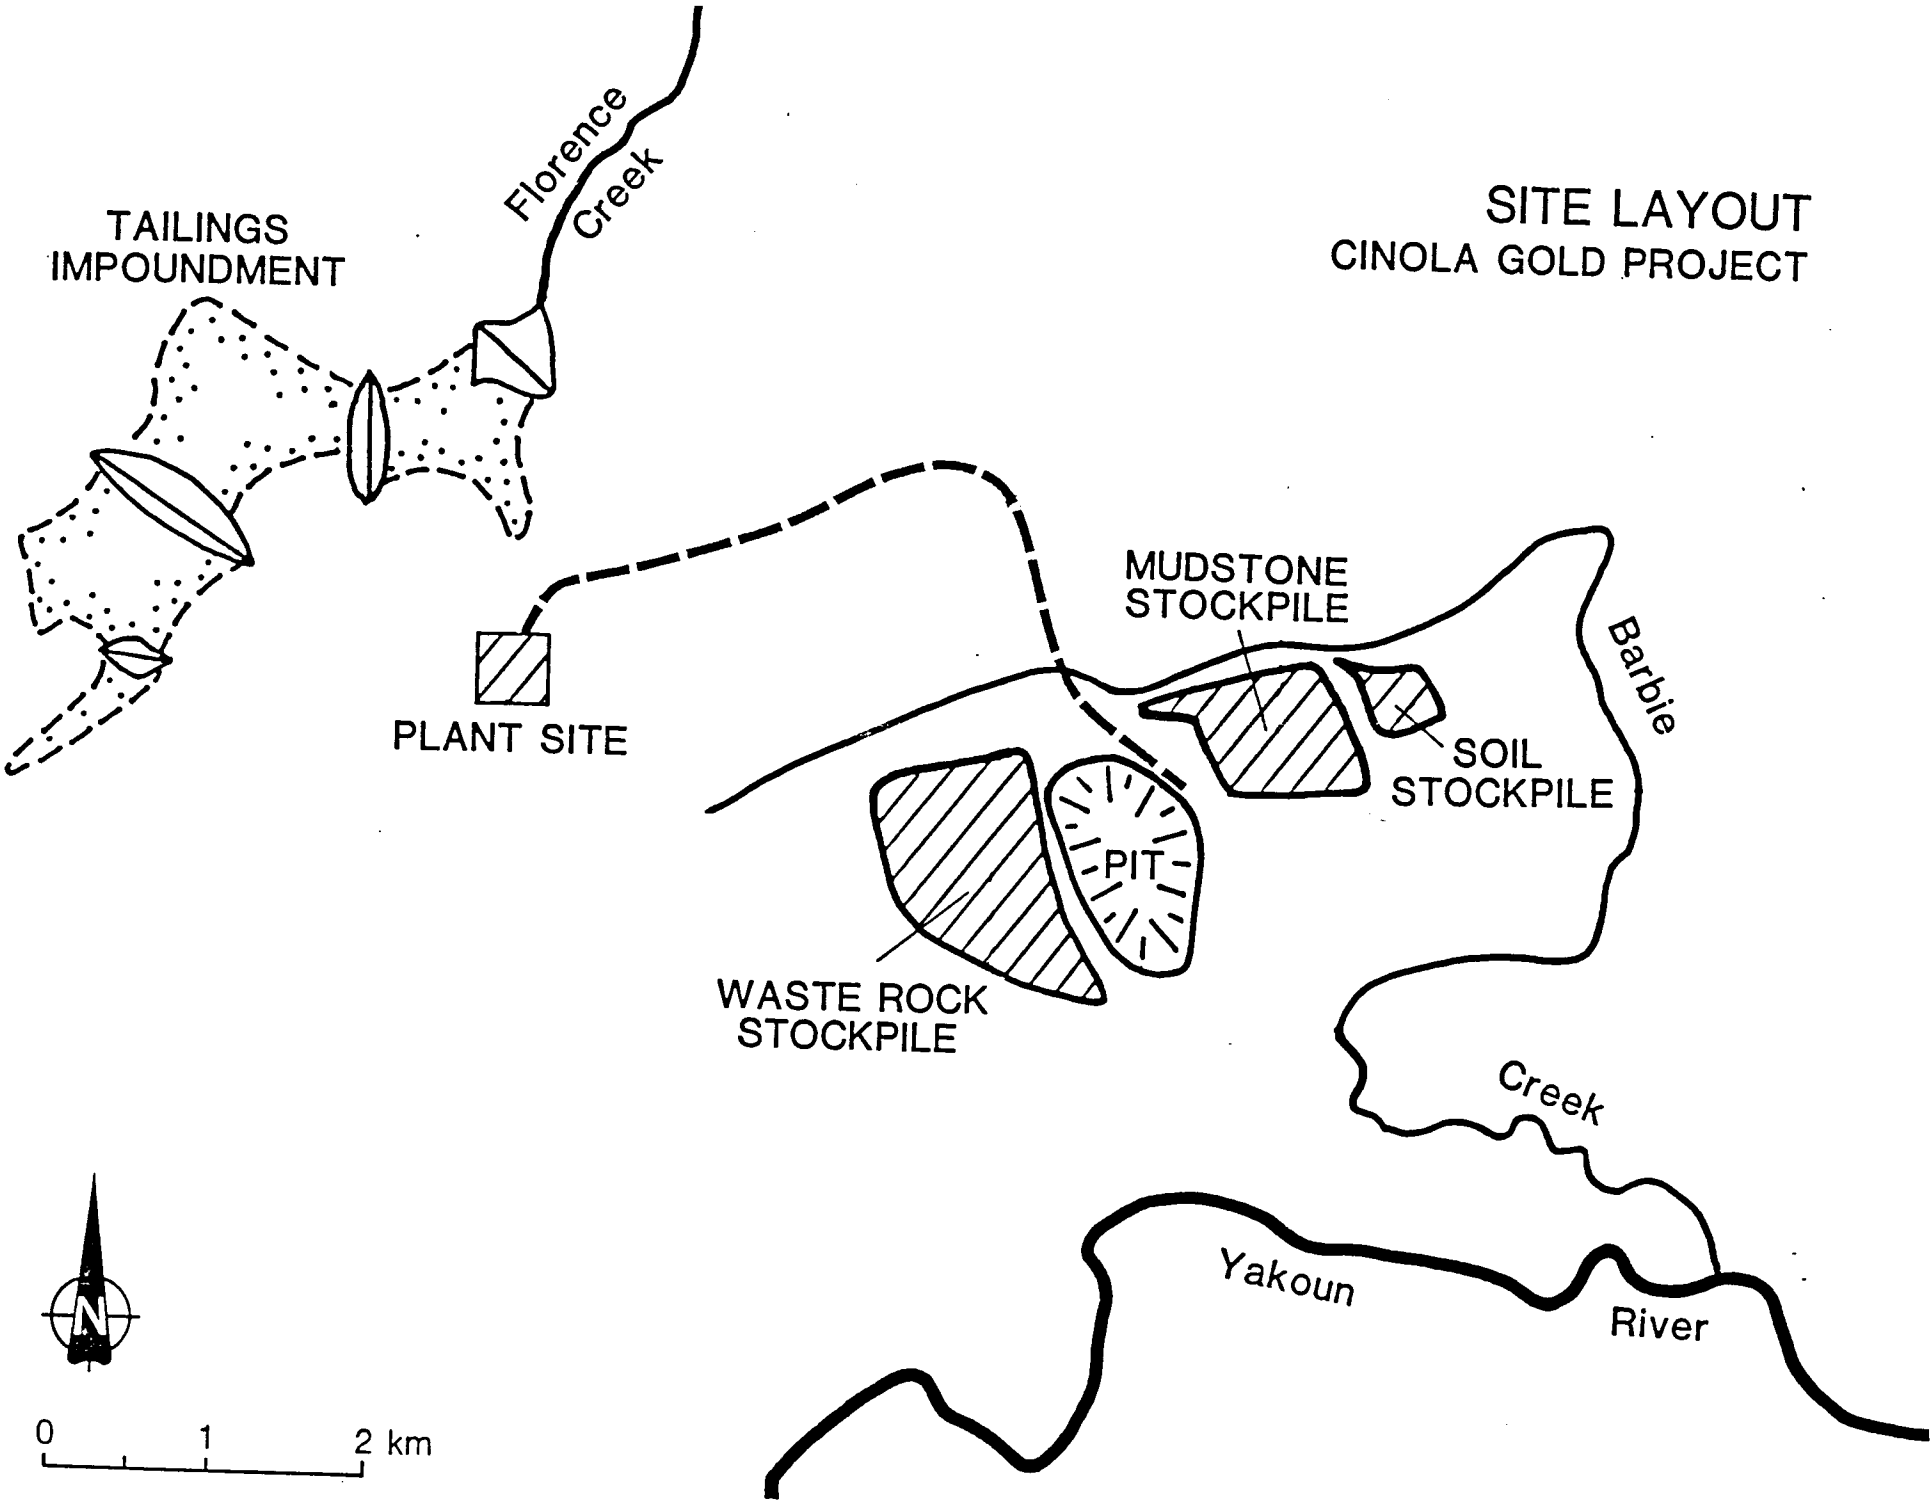 Florence
Creek
TAILINGS
IMPOUNDMENT
SITE LAYOUT
CINOLA GOLD PROJECT
MUDSTONE
STOCKPILE
Barbie
PLANT SITE
SOIL
STOCKPILE
PIT
WASTE ROCK
STOCKPILE
Creek
Yakoun
River
N
0 1 2 km